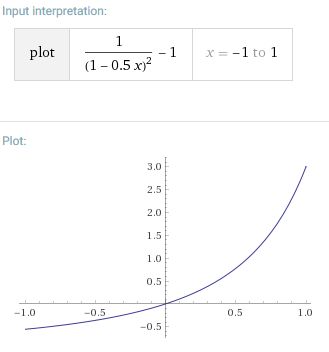 Input interpretation:
plot 1/(1 – 0.5 x)² – 1 x = –1 to 1
Plot:
3.0
2.5
2.0
1.5
1.0
0.5
–1.0 –0.5 0.5 1.0
–0.5